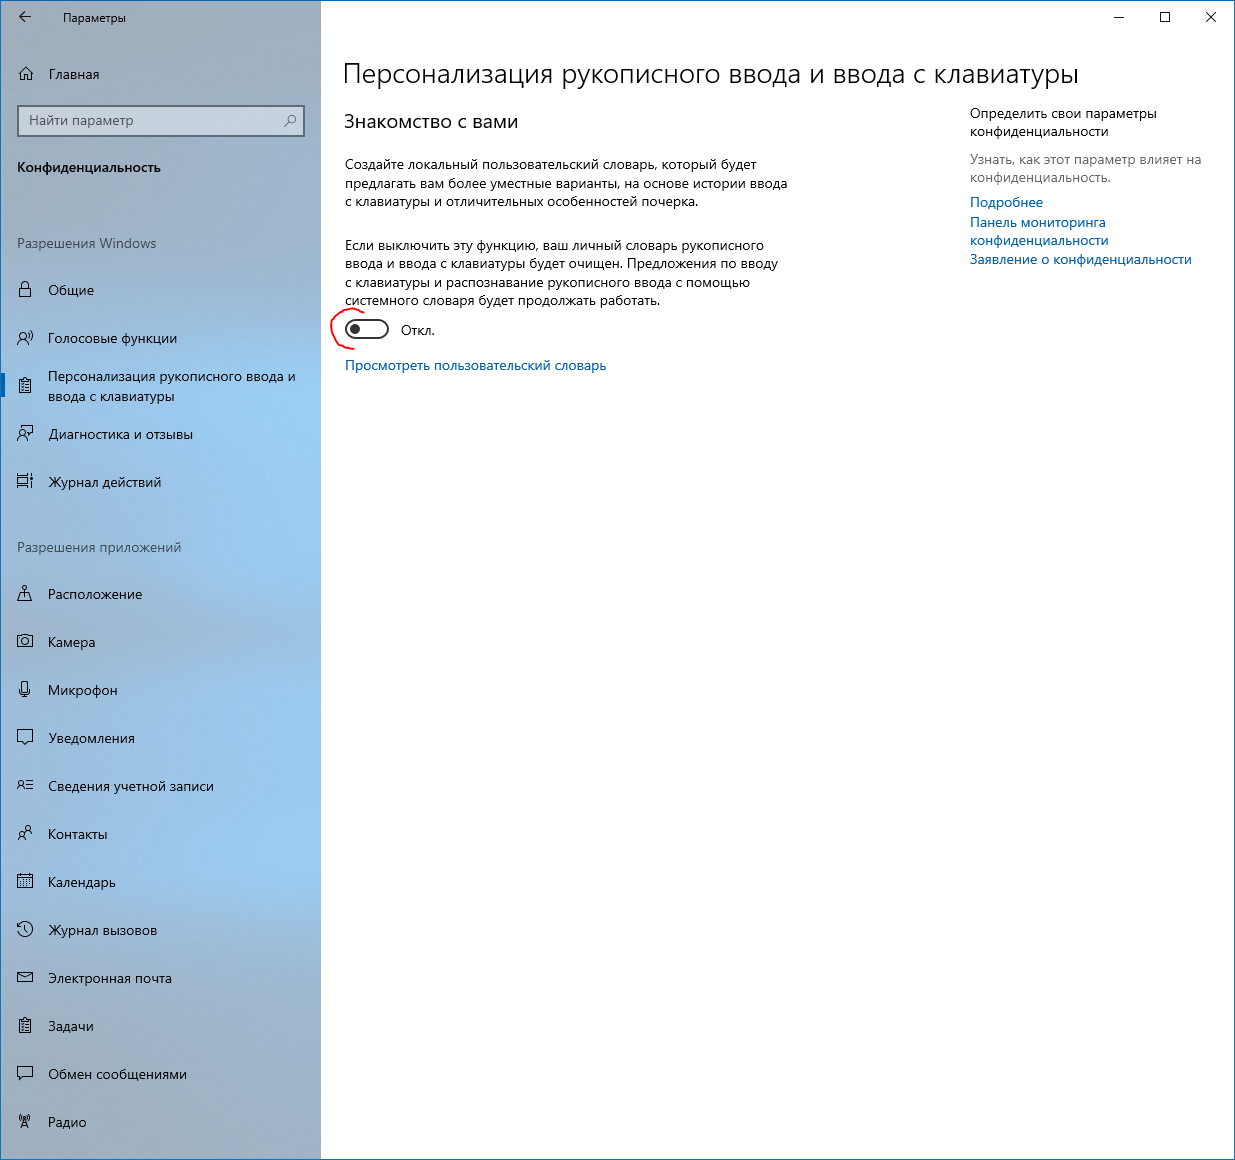 Параметры
Главная
Найти параметр
Конфиденциальность
Разрешения Windows
Общие
Голосовые функции
Персонализация рукописного ввода и
ввода с клавиатуры
Диагностика и отзывы
Журнал действий
Разрешения приложений
Расположение
Камера
Микрофон
Уведомления
Сведения учетной записи
Контакты
Календарь
Журнал вызовов
Электронная почта
Задачи
Обмен сообщениями
Радио
Персонализация рукописного ввода и ввода с клавиатуры
Знакомство с вами
Создайте локальный пользовательский словарь, который будет
предлагать вам более уместные варианты, на основе истории ввода
с клавиатуры и отличительных особенностей почерка.
Если выключить эту функцию, ваш личный словарь рукописного
ввода и ввода с клавиатуры будет очищен. Предложения по вводу
с клавиатуры и распознавание рукописного ввода с помощью
системного словаря будет продолжать работать.
Откл.
Просмотреть пользовательский словарь
Определить свои параметры
конфиденциальности
Узнать, как этот параметр влияет на
конфиденциальность.
Подробнее
Панель мониторинга
конфиденциальности
Заявление о конфиденциальности